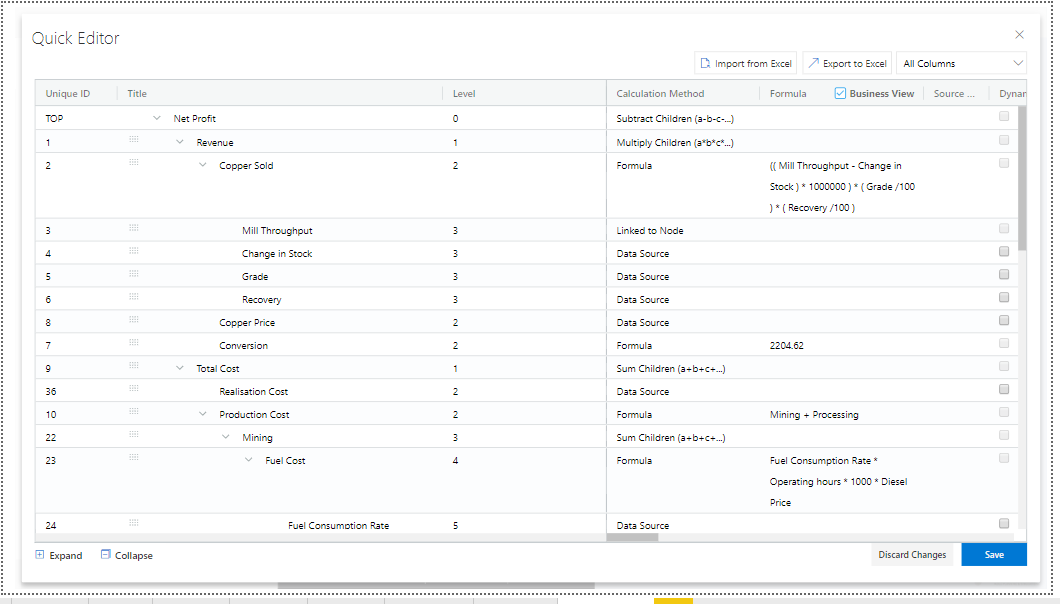 Quick Editor
Import from Excel Export to Excel All Columns
Unique ID Title Level Calculation Method Formula Business View Source ... Dynam
TOP Net Profit 0 Subtract Children (a-b-c-...)
1 Revenue 1 Multiply Children (a*b*c*...)
2 Copper Sold 2 Formula (( Mill Throughput - Change in
Stock ) * 1000000 ) * ( Grade /100
) * ( Recovery /100 )
3 Mill Throughput 3 Linked to Node
4 Change in Stock 3 Data Source
5 Grade 3 Data Source
6 Recovery 3 Data Source
8 Copper Price 2 Data Source
7 Conversion 2 Formula 2204.62
9 Total Cost 1 Sum Children (a+b+c+...)
36 Realisation Cost 2 Data Source
10 Production Cost 2 Formula Mining + Processing
22 Mining 3 Sum Children (a+b+c+...)
23 Fuel Cost 4 Formula Fuel Consumption Rate *
Operating hours * 1000 * Diesel
Price
24 Fuel Consumption Rate 5 Data Source
Expand Collapse Discard Changes Save